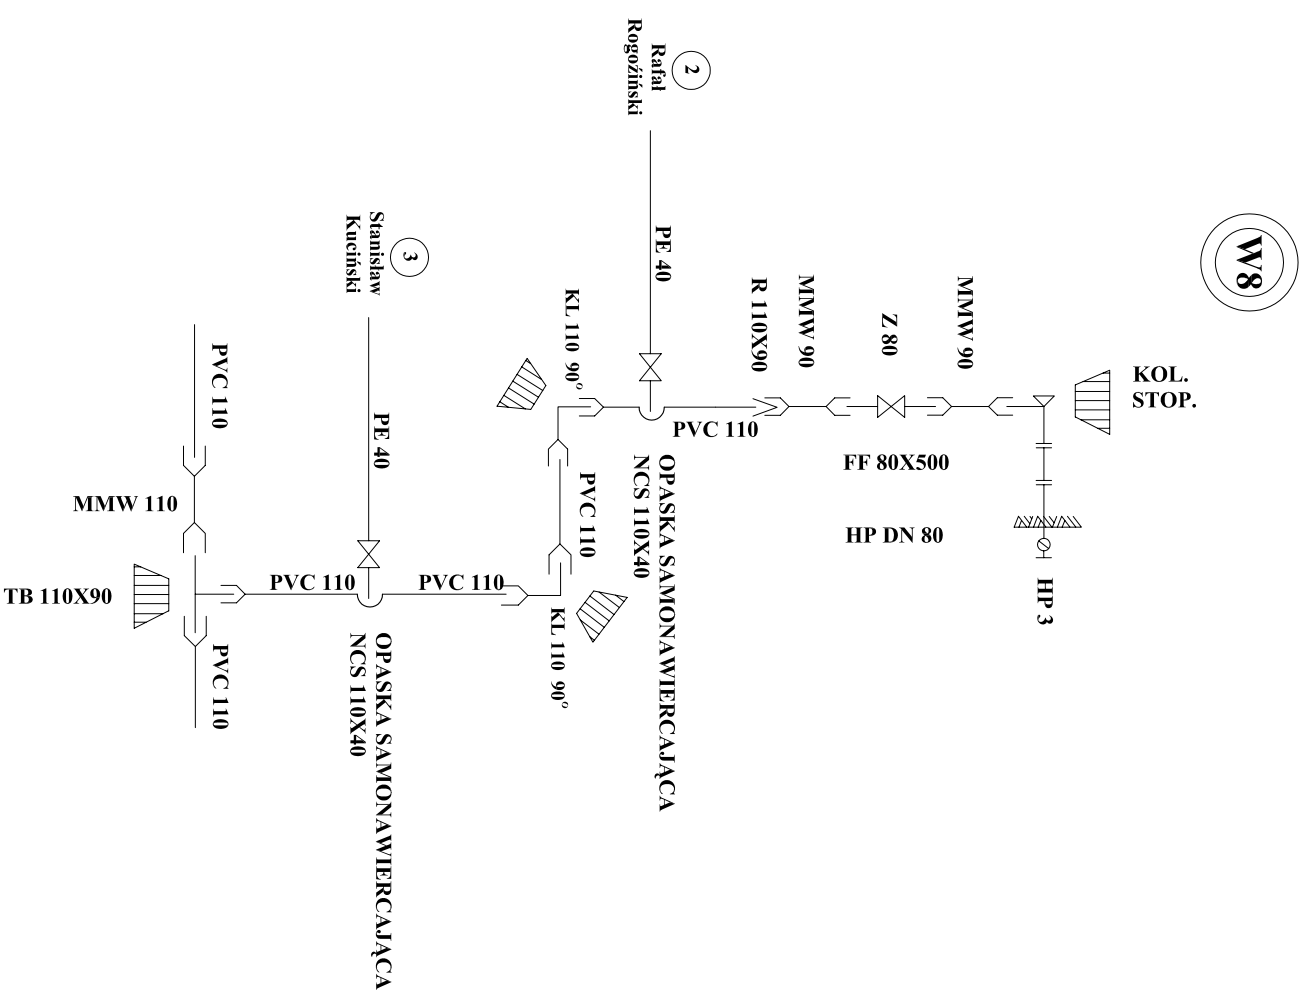 2
Rafał
Rogoźiński
W8
3
Stanisław
Kuciński
PE 40
KL 110 90°
R 110X90
MMW 90
Z 80
MMW 90
KOL.
STOP.
PVC 110
PE 40
PVC 110
FF 80X500
OPASKA SAMONAWIERCAJĄCA
NCS 110X40
PVC 110
MMW 110
HP DN 80
TB 110X90
PVC 110
PVC 110
HP 3
KL 110 90°
PVC 110
OPASKA SAMONAWIERCAJĄCA
NCS 110X40